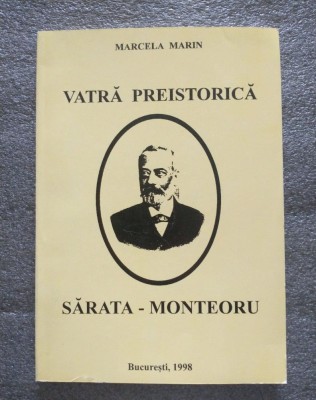 MARCELA MARIN
VATRĂ PREISTORICĂ
SĂRATA - MONTEORU
București, 1998